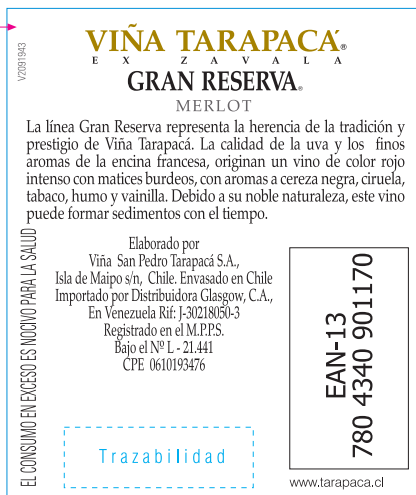 V2091943
VIÑA TARAPACÁ®
EX ZAVALA
GRAN RESERVA®
MERLOT
La línea Gran Reserva representa la herencia de la tradición y
prestigio de Viña Tarapacá. La calidad de la uva y los finos
aromas de la encina francesa, originan un vino de color rojo
intenso con matices burdeos, con aromas a cereza negra, ciruela,
tabaco, humo y vainilla. Debido a su noble naturaleza, este vino
puede formar sedimentos con el tiempo.
EL CONSUMO EN EXCESO ES NOCIVO PARA LA SALUD
Elaborado por
Viña San Pedro Tarapacá S.A.,
Isla de Maipo s/n, Chile. Envasado en Chile
Importado por Distribuidora Glasgow, C.A.,
En Venezuela Rif: J-30218050-3
Registrado en el M.P.P.S.
Bajo el Nº L - 21.441
CPE 0610193476
EAN-13
780 4340 901170
Trazabilidad
www.tarapaca.cl